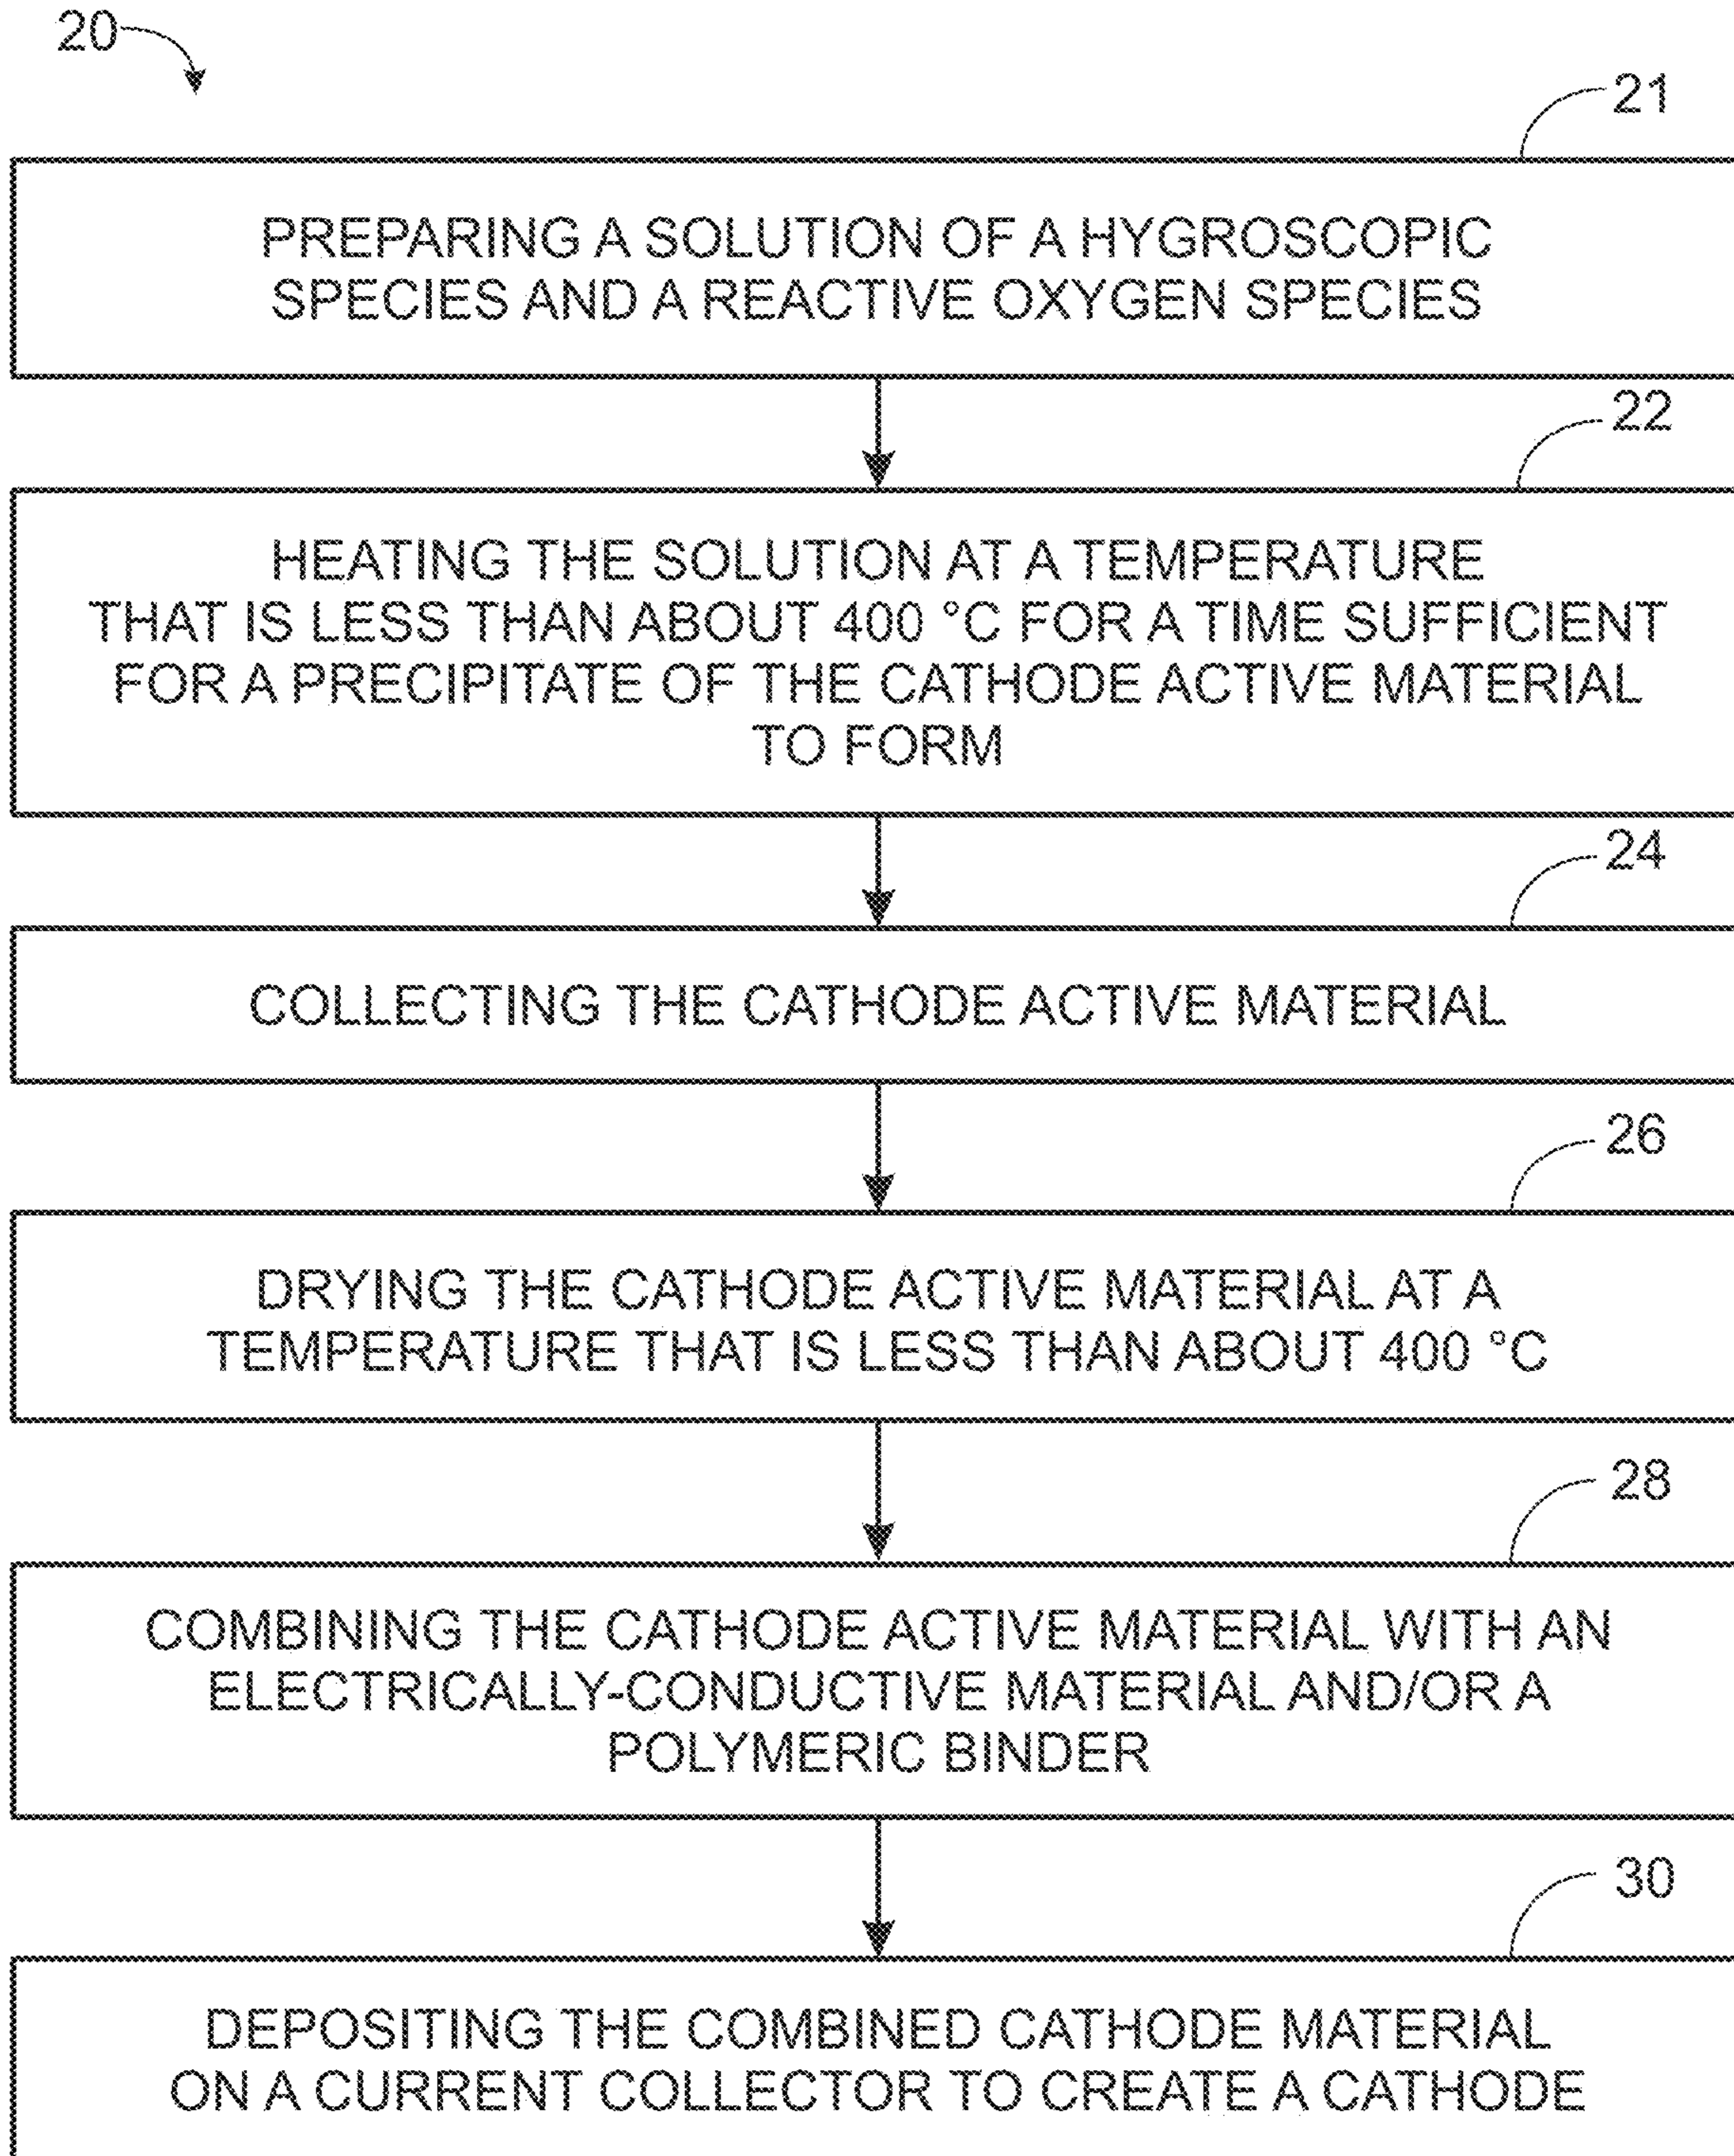 20
21
PREPARING A SOLUTION OF A HYGROSCOPIC
SPECIES AND A REACTIVE OXYGEN SPECIES
22
HEATING THE SOLUTION AT A TEMPERATURE
THAT IS LESS THAN ABOUT 400 °C FOR A TIME SUFFICIENT
FOR A PRECIPITATE OF THE CATHODE ACTIVE MATERIAL
TO FORM
24
COLLECTING THE CATHODE ACTIVE MATERIAL
26
DRYING THE CATHODE ACTIVE MATERIAL AT A
TEMPERATURE THAT IS LESS THAN ABOUT 400 °C
28
COMBINING THE CATHODE ACTIVE MATERIAL WITH AN
ELECTRICALLY-CONDUCTIVE MATERIAL AND/OR A
POLYMERIC BINDER
30
DEPOSITING THE COMBINED CATHODE MATERIAL
ON A CURRENT COLLECTOR TO CREATE A CATHODE